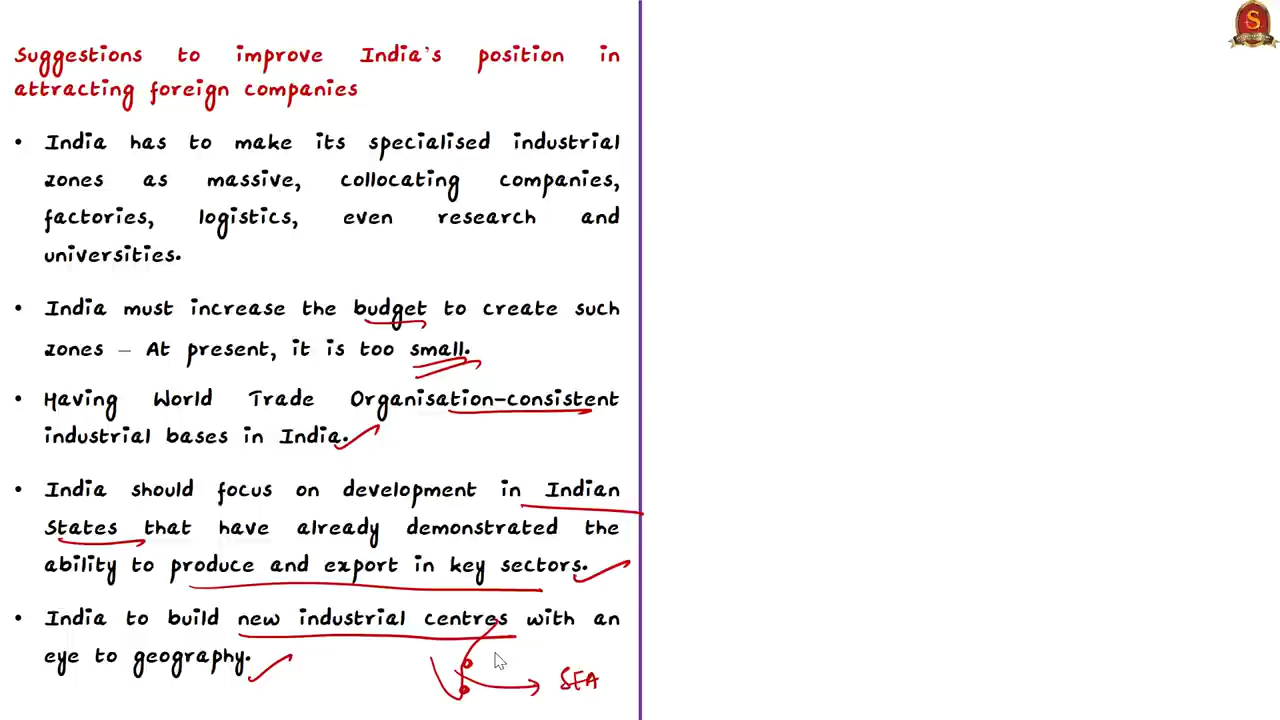 Suggestions to improve India's position in
attracting foreign companies
• India has to make its specialised industrial
zones as massive, collocating companies,
factories, logistics, even research and
universities.
• India must increase the budget to create such
zones – At present, it is too small.
• Having World Trade Organisation-consistent
industrial bases in India.
• India should focus on development in Indian
States that have already demonstrated the
ability to produce and export in key sectors.
• India to build new industrial centres with an
eye to geography.
SEA
S